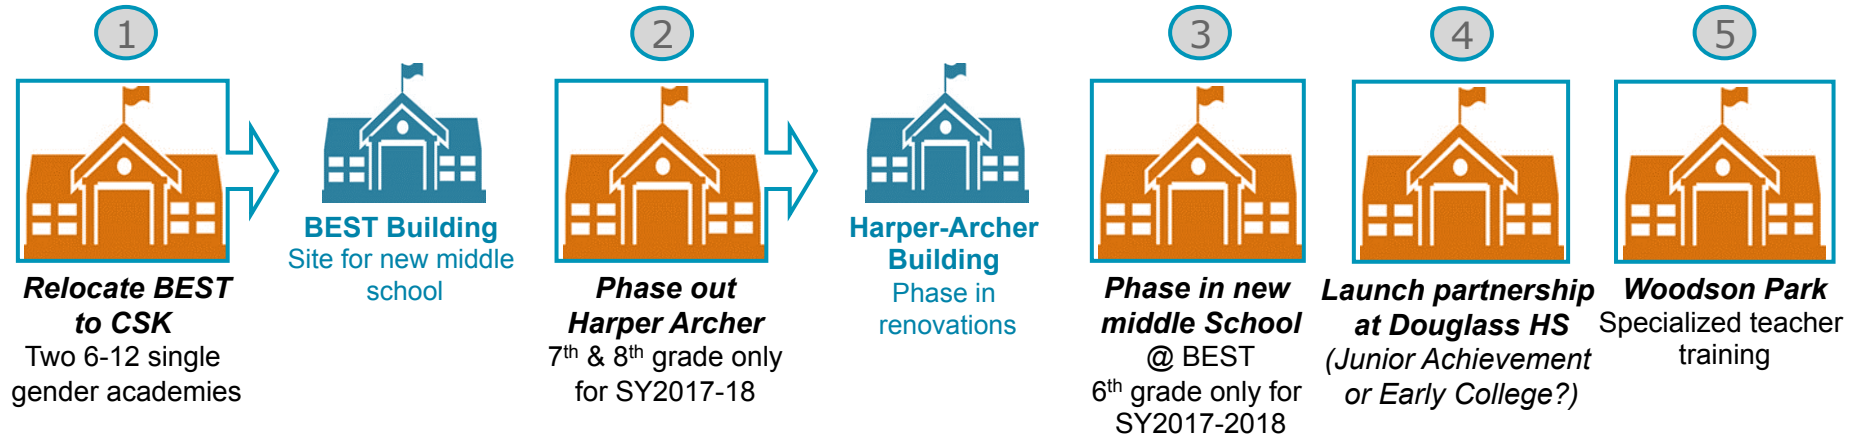 1
Relocate BEST
to CSK
Two 6-12 single
gender academies
BEST Building
Site for new middle
school
2
Phase out
Harper Archer
7th & 8th grade only
for SY2017-18
Harper-Archer
Building
Phase in
renovations
3
Phase in new
middle School
@ BEST
6th grade only for
SY2017-2018
4
Launch partnership
at Douglass HS
(Junior Achievement
or Early College?)
5
Woodson Park
Specialized teacher
training